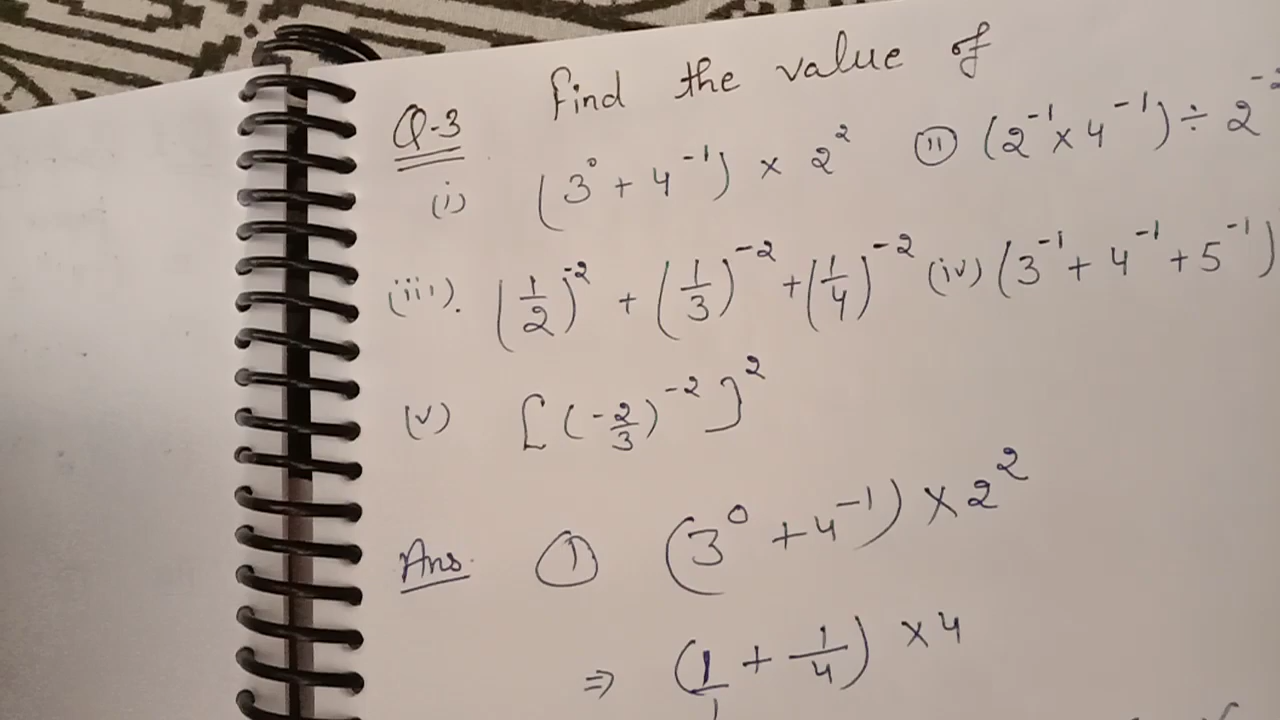 Q-3 find the value of
(i) (3⁰ + 4⁻¹) × 2² (ii) (2⁻¹ × 4⁻¹) ÷ 2⁻²
(iii). (1/2)⁻² + (1/3)⁻² + (1/4)⁻² (iv) (3⁻¹ + 4⁻¹ + 5⁻¹)
(v) [(-2/3)⁻²]²
Ans. (I) (3⁰ + 4⁻¹) × 2²
⇒ (1/1 + 1/4) × 4